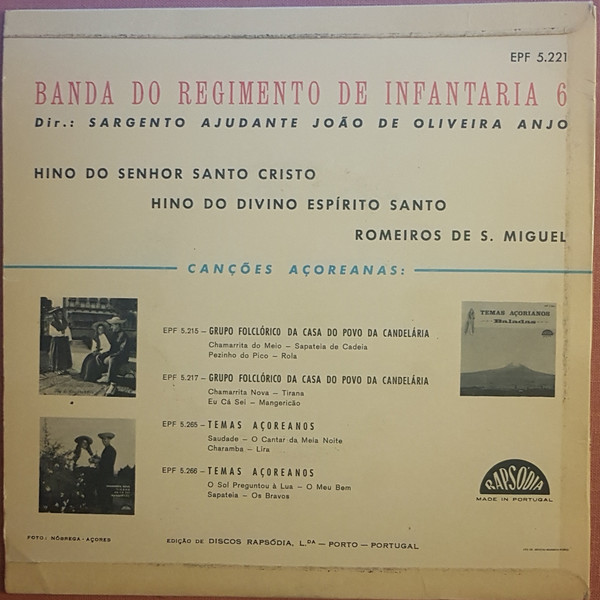 EPF 5.221
BANDA DO REGIMENTO DE INFANTARIA 6
Dir.: SARGENTO AJUDANTE JOÃO DE OLIVEIRA ANJO
HINO DO SENHOR SANTO CRISTO
HINO DO DIVINO ESPÍRITO SANTO
ROMEIROS DE S. MIGUEL
CANÇÕES AÇOREANAS:
EPF 5.215 – GRUPO FOLCLÓRICO DA CASA DO POVO DA CANDELÁRIA
Chamarrita do Meio – Sapateia de Cadeia
Pezinho do Pico – Rola
EPF 5.217 – GRUPO FOLCLÓRICO DA CASA DO POVO DA CANDELÁRIA
Chamarrita Nova – Tirana
Eu Cá Sei – Mangericão
EPF 5.265 – TEMAS AÇOREANOS
Saudade – O Cantar da Meia Noite
Charamba – Lira
EPF 5.266 – TEMAS AÇOREANOS
O Sol Preguntou à Lua – O Meu Bem
Sapateia – Os Bravos
TEMAS AÇORIANOS
Baladas
RAPSÓDIA
MADE IN PORTUGAL
FOTO: NÓBREGA - AÇORES
EDIÇÃO DE DISCOS RAPSÓDIA, L.DA – PORTO – PORTUGAL